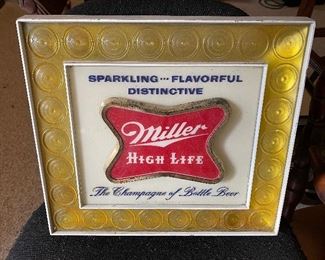 SPARKLING··· FLAVORFUL
DISTINCTIVE
Miller
HIGH LIFE
The Champagne of Bottle Beer